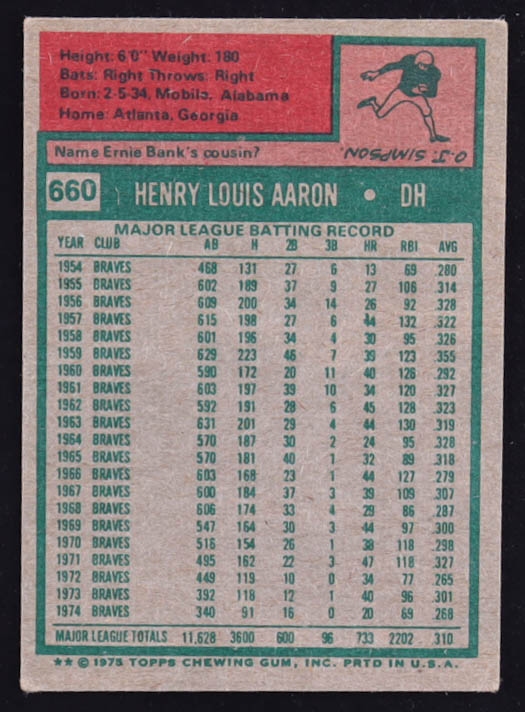 Height: 6'0" Weight: 180
Bats: Right Throws: Right
Born: 2-5-34, Mobile, Alabama
Home: Atlanta, Georgia
Name Ernie Bank's cousin?
O.J. SIMPSON
660 HENRY LOUIS AARON • DH
MAJOR LEAGUE BATTING RECORD
YEAR CLUB AB H 2B 3B HR RBI AVG
1954 BRAVES 468 131 27 6 13 69 .280
1955 BRAVES 602 189 37 9 27 106 .314
1956 BRAVES 609 200 34 14 26 92 .328
1957 BRAVES 615 198 27 6 44 132 .322
1958 BRAVES 601 196 34 4 30 95 .326
1959 BRAVES 629 223 46 7 39 123 .355
1960 BRAVES 590 172 20 11 40 126 .292
1961 BRAVES 603 197 39 10 34 120 .327
1962 BRAVES 592 191 28 6 45 128 .323
1963 BRAVES 631 201 29 4 44 130 .319
1964 BRAVES 570 187 30 2 24 95 .328
1965 BRAVES 570 181 40 1 32 89 .318
1966 BRAVES 603 168 23 1 44 127 .279
1967 BRAVES 600 184 37 3 39 109 .307
1968 BRAVES 606 174 33 4 29 86 .287
1969 BRAVES 547 164 30 3 44 97 .300
1970 BRAVES 516 154 26 1 38 118 .298
1971 BRAVES 495 162 22 3 47 118 .327
1972 BRAVES 449 119 10 0 34 77 .265
1973 BRAVES 392 118 12 1 40 96 .301
1974 BRAVES 340 91 16 0 20 69 .268
MAJOR LEAGUE TOTALS 11,628 3600 600 96 733 2202 .310
★★ © 1975 TOPPS CHEWING GUM, INC. PRTD IN U.S.A.